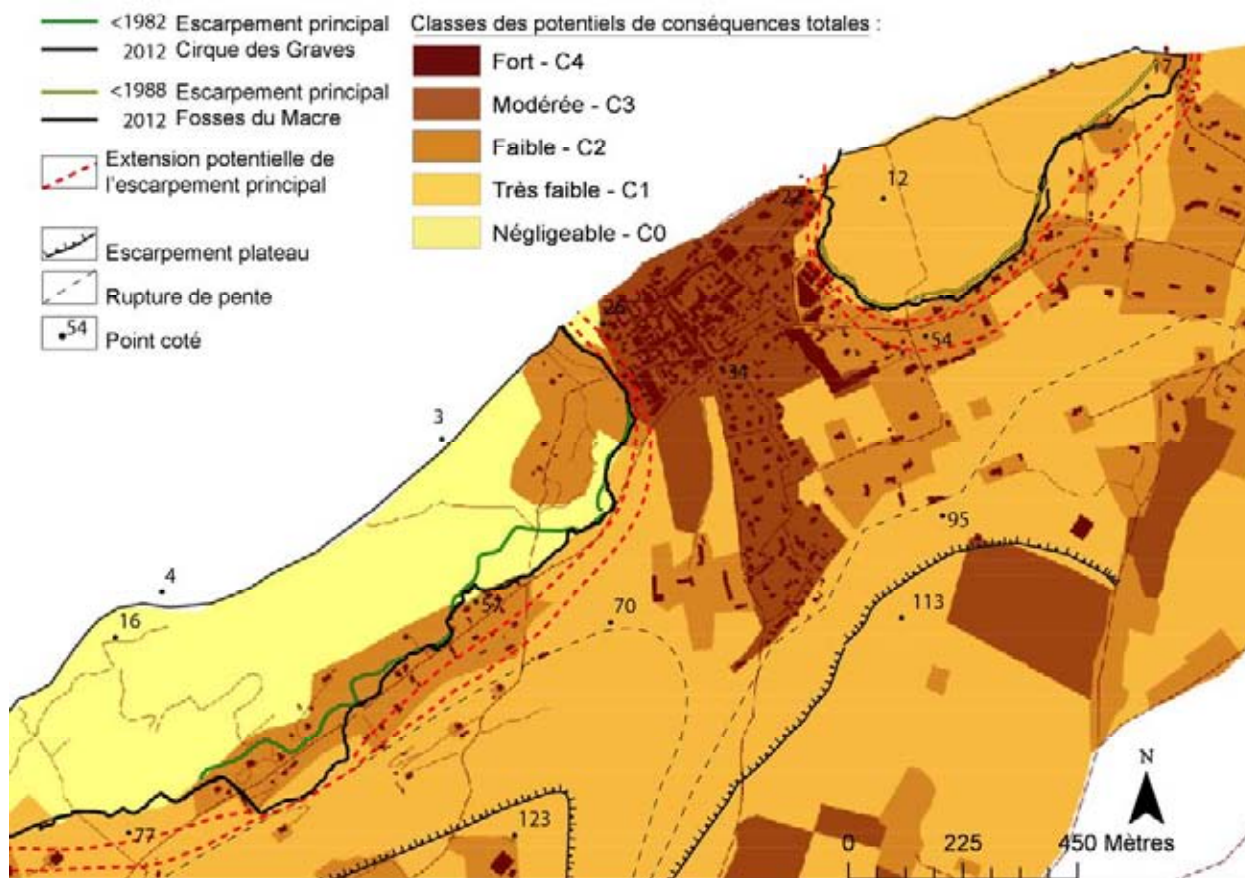 <1982 Escarpement principal
2012 Cirque des Graves
<1988 Escarpement principal
2012 Fosses du Macre
Extension potentielle de
l'escarpement principal
Escarpement plateau
Rupture de pente
54
Point coté
Classes des potentiels de conséquences totales :
Fort - C4
Modérée - C3
Faible - C2
Très faible - C1
Négligeable - C0
17
22
12
26
54
34
3
95
4
57
70
113
16
77
123
N
0 225 450 Mètres